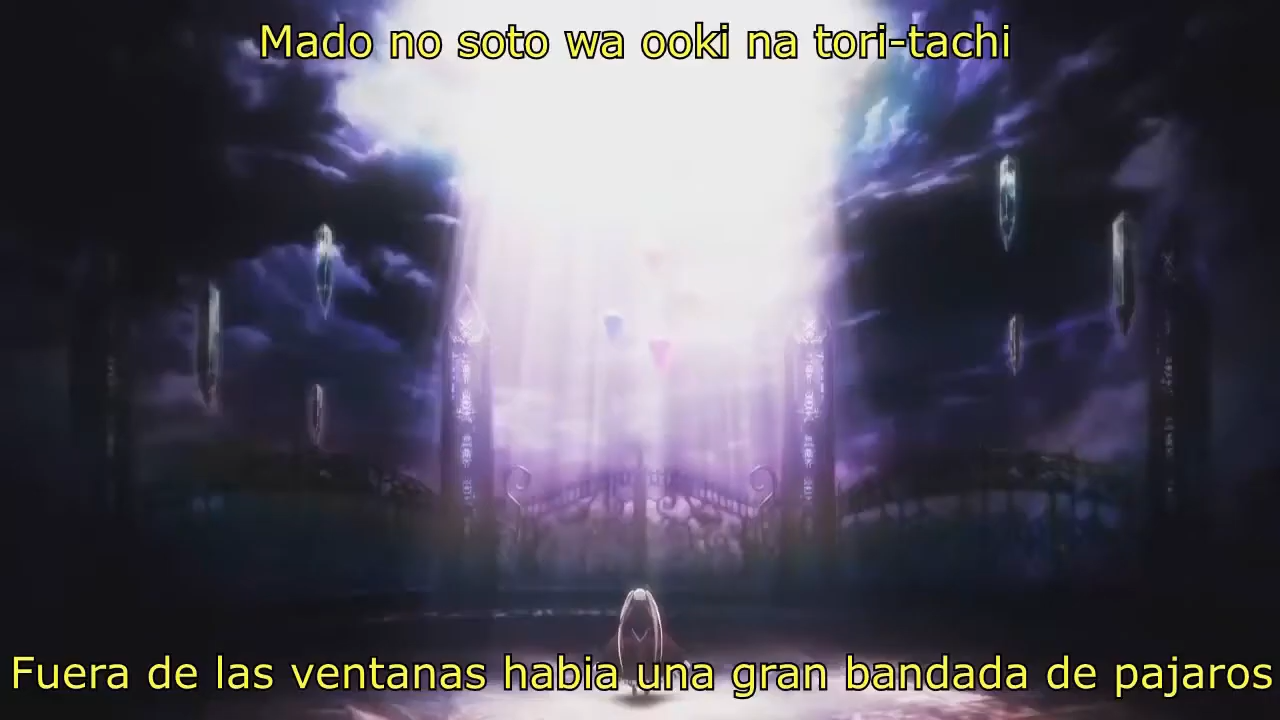 Mado no soto wa ooki na tori-tachi
Fuera de las ventanas habia una gran bandada de pajaros